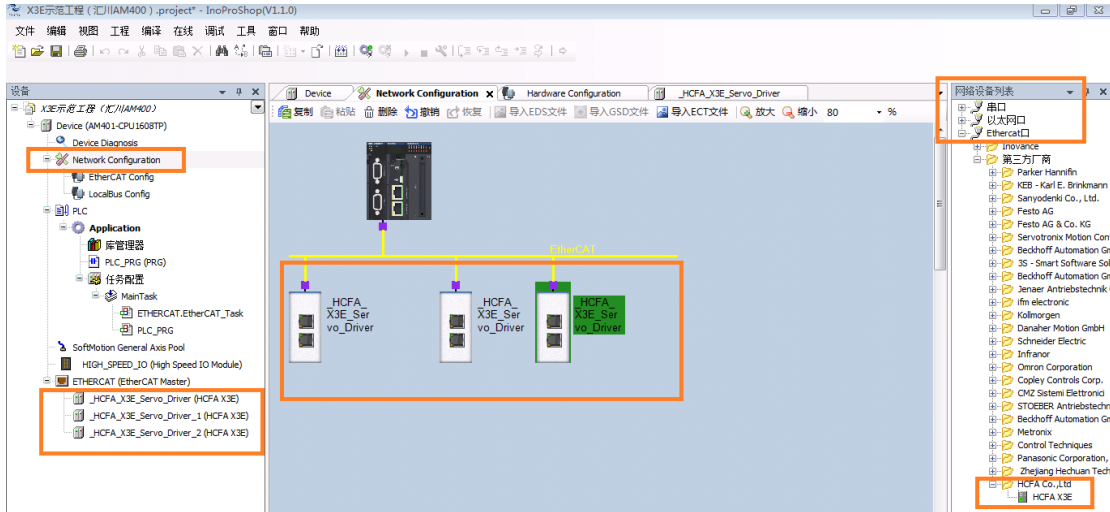 X3E示范工程（汇川AM400）.project* - InoProShop(V1.1.0)
文件 编辑 视图 工程 编译 在线 调试 工具 窗口 帮助
设备
X3E示范工程（汇川AM400）
Device (AM401-CPU1608TP)
Device Diagnosis
Network Configuration
EtherCAT Config
LocalBus Config
PLC
Application
库管理器
PLC_PRG (PRG)
任务配置
MainTask
ETHERCAT.EtherCAT_Task
PLC_PRG
SoftMotion General Axis Pool
HIGH_SPEED_IO (High Speed IO Module)
ETHERCAT (EtherCAT Master)
_HCFA_X3E_Servo_Driver (HCFA X3E)
_HCFA_X3E_Servo_Driver_1 (HCFA X3E)
_HCFA_X3E_Servo_Driver_2 (HCFA X3E)
Device Network Configuration Hardware Configuration _HCFA_X3E_Servo_Driver
复制 粘贴 删除 撤销 恢复 导入EDS文件 导入GSD文件 导入ECT文件 放大 缩小 80 %
EtherCAT
_HCFA_
X3E_Ser
vo_Driver
_HCFA_
X3E_Ser
vo_Driver
_HCFA_
X3E_Ser
vo_Driver
网络设备列表
串口
以太网口
Ethercat口
Inovance
第三方厂商
Parker Hannifin
KEB - Karl E. Brinkmann
Sanyodenki Co., Ltd.
Festo AG
Festo AG & Co. KG
Servotronix Motion Con
Beckhoff Automation Gm
3S - Smart Software Sol
Beckhoff Automation Gm
Jenaer Antriebstechnik
ifm electronic
Kollmorgen
Danaher Motion GmbH
Schneider Electric
Infranor
Omron Corporation
Copley Controls Corp.
CMZ Sistemi Elettronici
STOEBER Antriebstechn
Beckhoff Automation Gm
Metronix
Control Techniques
Panasonic Corporation,
Zhejiang Hechuan Tech
HCFA Co.,Ltd
HCFA X3E